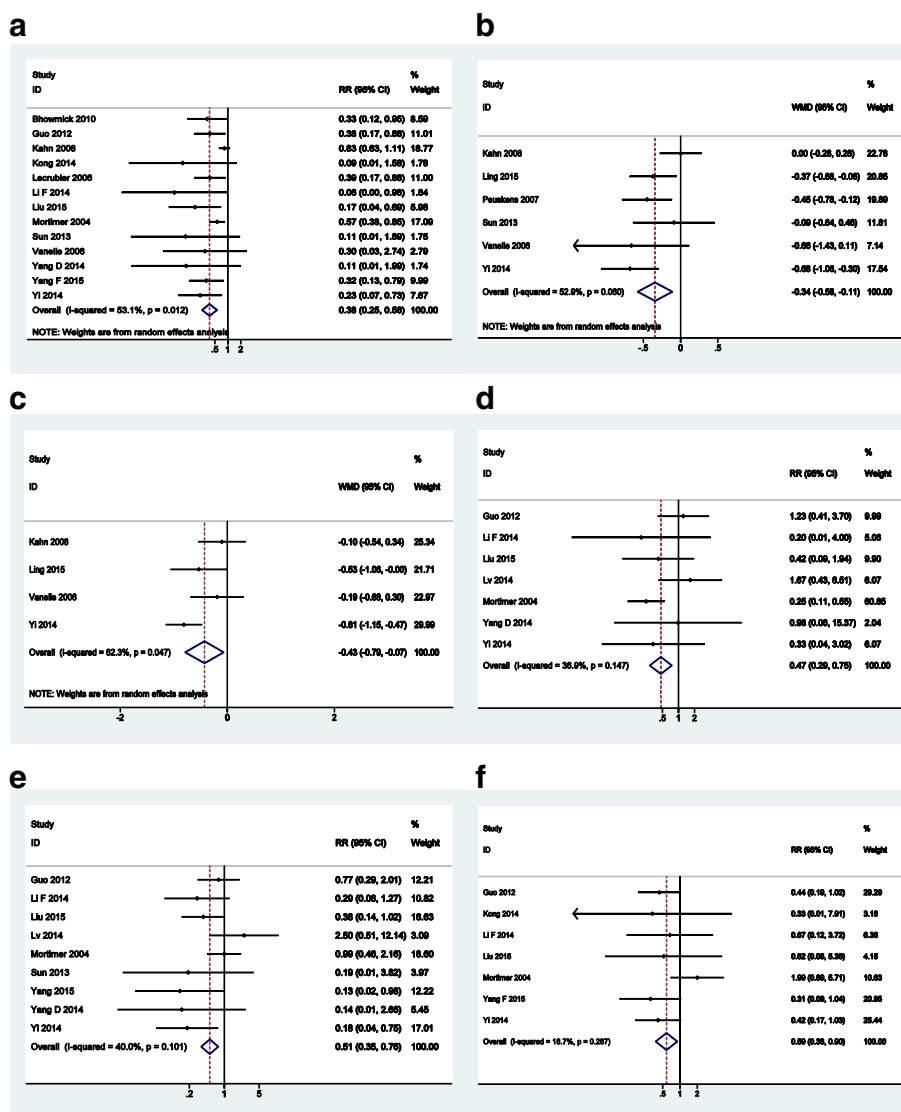 a
Study %
ID RR (95% CI) Weight
Bhowmick 2010 0.33 (0.12, 0.95) 8.59
Guo 2012 0.38 (0.17, 0.86) 11.01
Kahn 2008 0.83 (0.63, 1.11) 18.77
Kong 2014 0.09 (0.01, 1.58) 1.78
Lecrubier 2006 0.39 (0.17, 0.86) 11.00
Li F 2014 0.06 (0.00, 0.96) 1.84
Liu 2015 0.17 (0.04, 0.69) 5.98
Mortimer 2004 0.57 (0.38, 0.85) 17.09
Sun 2013 0.11 (0.01, 1.89) 1.75
Vanelle 2006 0.30 (0.03, 2.74) 2.79
Yang D 2014 0.11 (0.01, 1.99) 1.74
Yang F 2015 0.32 (0.13, 0.79) 9.99
Yi 2014 0.23 (0.07, 0.73) 7.67
Overall (I-squared = 53.1%, p = 0.012) 0.38 (0.25, 0.56) 100.00
NOTE: Weights are from random effects analysis
.5 1 2
b
Study %
ID WMD (95% CI) Weight
Kahn 2008 0.00 (-0.28, 0.28) 22.78
Ling 2015 -0.37 (-0.68, -0.06) 20.85
Peuskens 2007 -0.45 (-0.78, -0.12) 19.89
Sun 2013 -0.09 (-0.64, 0.46) 11.81
Vanelle 2006 -0.66 (-1.43, 0.11) 7.14
Yi 2014 -0.68 (-1.06, -0.30) 17.54
Overall (I-squared = 52.9%, p = 0.060) -0.34 (-0.58, -0.11) 100.00
NOTE: Weights are from random effects analysis
-.5 0 .5
c
Study %
ID WMD (95% CI) Weight
Kahn 2008 -0.10 (-0.54, 0.34) 25.34
Ling 2015 -0.53 (-1.06, -0.00) 21.71
Vanelle 2006 -0.19 (-0.68, 0.30) 22.97
Yi 2014 -0.81 (-1.15, -0.47) 29.99
Overall (I-squared = 62.3%, p = 0.047) -0.43 (-0.79, -0.07) 100.00
NOTE: Weights are from random effects analysis
-2 0 2
d
Study %
ID RR (95% CI) Weight
Guo 2012 1.23 (0.41, 3.70) 9.99
Li F 2014 0.20 (0.01, 4.00) 5.08
Liu 2015 0.42 (0.09, 1.94) 9.90
Lv 2014 1.67 (0.43, 6.51) 6.07
Mortimer 2004 0.25 (0.11, 0.55) 60.85
Yang D 2014 0.98 (0.06, 15.37) 2.04
Yi 2014 0.33 (0.04, 3.02) 6.07
Overall (I-squared = 36.9%, p = 0.147) 0.47 (0.29, 0.75) 100.00
.5 1 2
e
Study %
ID RR (95% CI) Weight
Guo 2012 0.77 (0.29, 2.01) 12.21
Li F 2014 0.29 (0.06, 1.27) 10.82
Liu 2015 0.38 (0.14, 1.02) 16.63
Lv 2014 2.50 (0.51, 12.14) 3.09
Mortimer 2004 0.99 (0.46, 2.16) 18.60
Sun 2013 0.19 (0.01, 3.82) 3.97
Yang 2015 0.13 (0.02, 0.98) 12.22
Yang D 2014 0.14 (0.01, 2.66) 5.45
Yi 2014 0.18 (0.04, 0.75) 17.01
Overall (I-squared = 40.0%, p = 0.101) 0.51 (0.35, 0.76) 100.00
.2 1 5
f
Study %
ID RR (95% CI) Weight
Guo 2012 0.44 (0.19, 1.02) 29.29
Kong 2014 0.33 (0.01, 7.91) 3.18
Li F 2014 0.67 (0.12, 3.72) 6.36
Liu 2015 0.52 (0.05, 5.36) 4.15
Mortimer 2004 1.99 (0.69, 5.71) 10.63
Yang F 2015 0.31 (0.09, 1.04) 20.95
Yi 2014 0.42 (0.17, 1.03) 25.44
Overall (I-squared = 18.7%, p = 0.287) 0.59 (0.38, 0.90) 100.00
.5 1 2